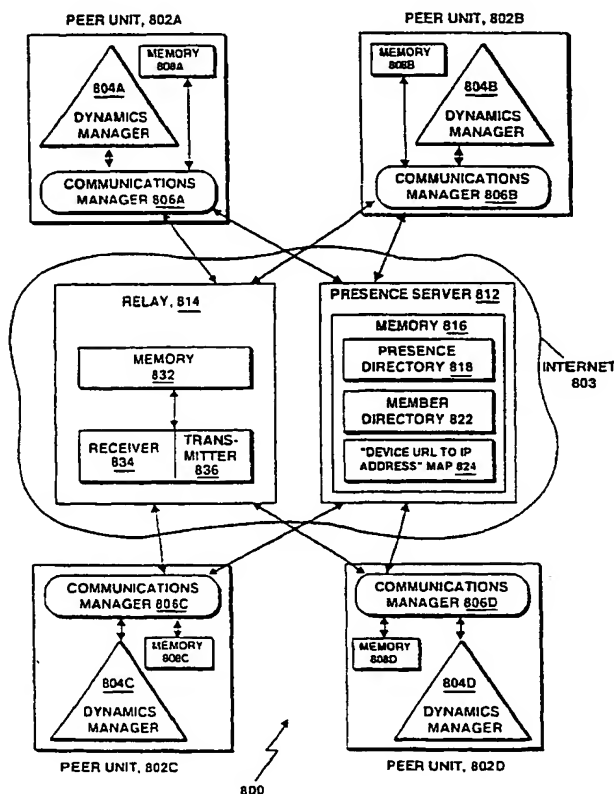 PEER UNIT, 802A
PEER UNIT, 802B
MEMORY
808A
804A
DYNAMICS
MANAGER
COMMUNICATIONS
MANAGER 806A
MEMORY
808B
804B
DYNAMICS
MANAGER
COMMUNICATIONS
MANAGER 806B
RELAY, 814
MEMORY
832
RECEIVER
834
TRANS-
MITTER
836
PRESENCE SERVER 812
MEMORY 816
PRESENCE
DIRECTORY 818
MEMBER
DIRECTORY 822
"DEVICE URL TO IP
ADDRESS" MAP 824
INTERNET
803
COMMUNICATIONS
MANAGER 806C
MEMORY
808C
804C
DYNAMICS
MANAGER
COMMUNICATIONS
MANAGER 806D
MEMORY
808D
804D
DYNAMICS
MANAGER
PEER UNIT, 802C
PEER UNIT, 802D
800